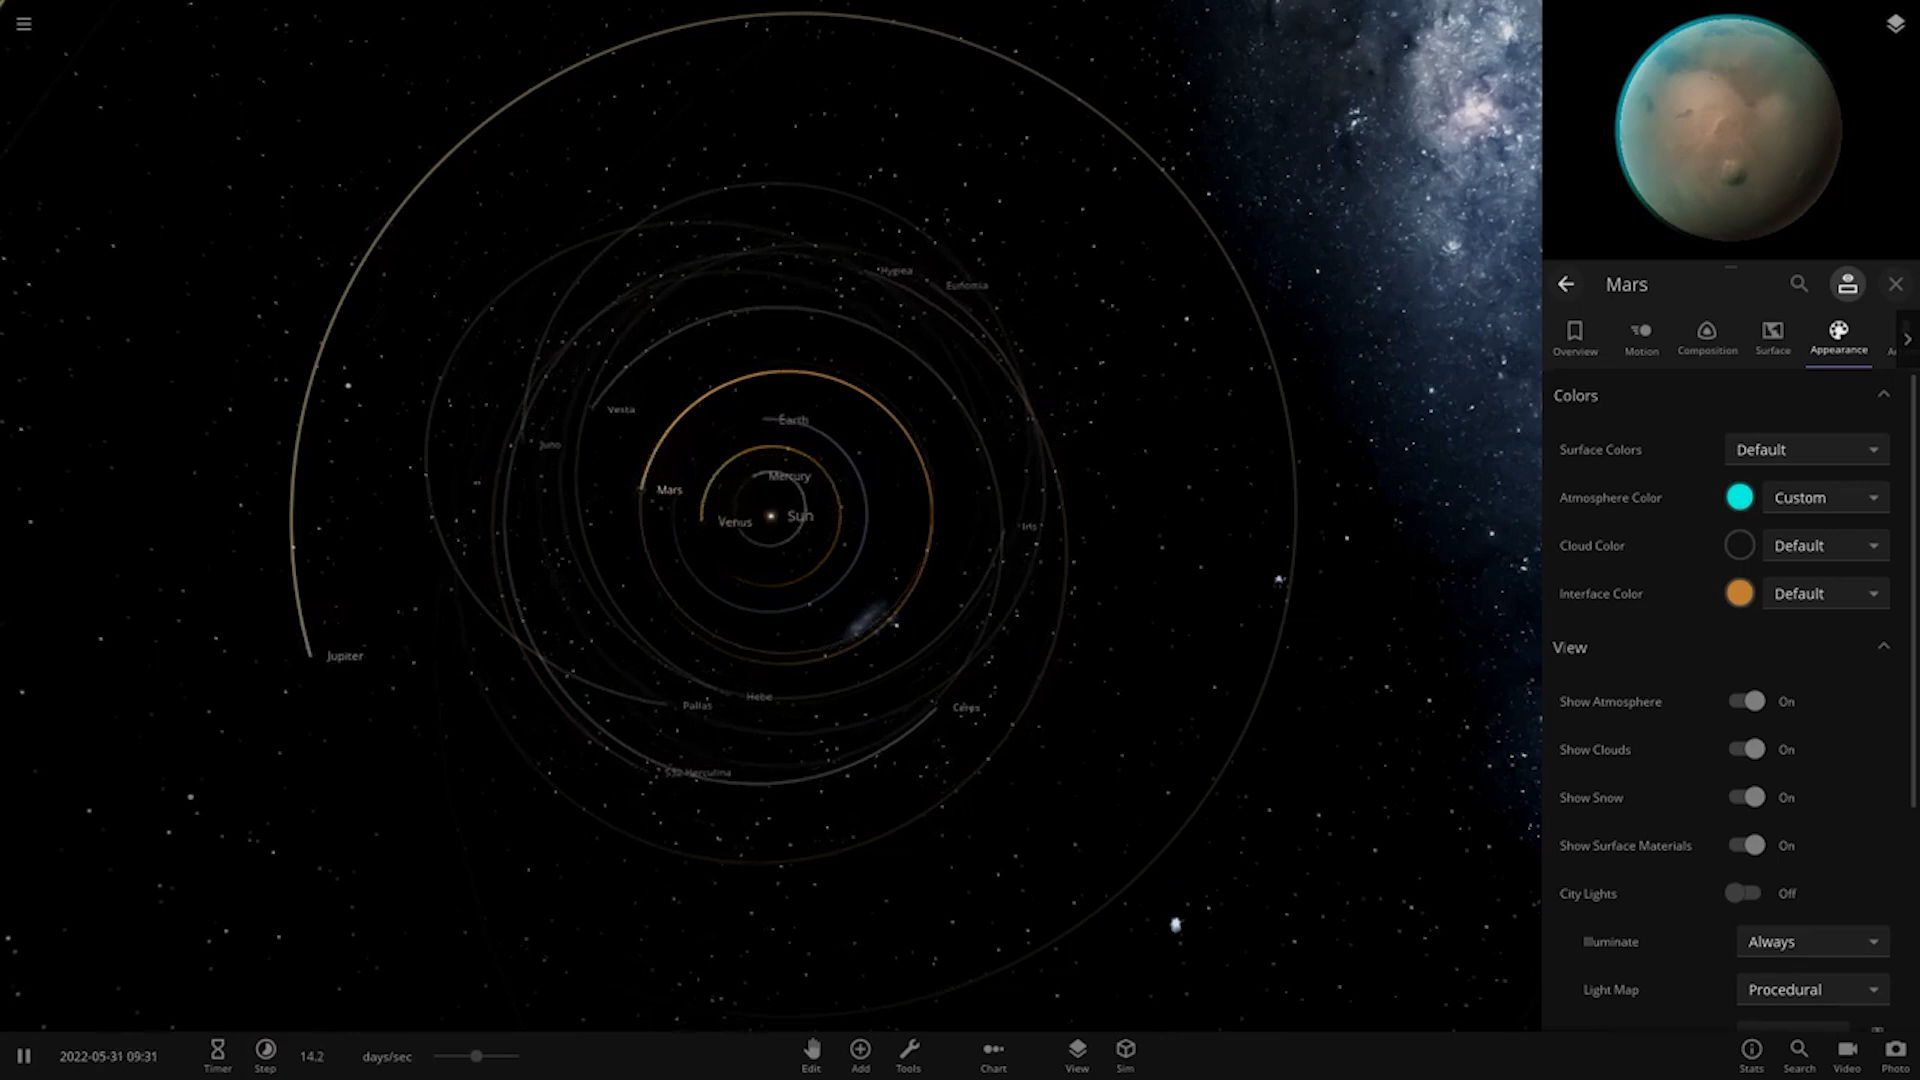 Hygiea
Eunomia
Vesta
Earth
Juno
Mercury
Mars
Sun
Venus
Iris
Jupiter
Hebe
Pallas
Ceres
532 Herculina
Mars
Overview
Motion
Composition
Surface
Appearance
Colors
Surface Colors
Default
Atmosphere Color
Custom
Cloud Color
Default
Interface Color
Default
View
Show Atmosphere
On
Show Clouds
On
Show Snow
On
Show Surface Materials
On
City Lights
Off
Illuminate
Always
Light Map
Procedural
2022-05-31 09:31
Timer
Step
14.2
days/sec
Edit
Add
Tools
Chart
View
Sim
Stats
Search
Video
Photo